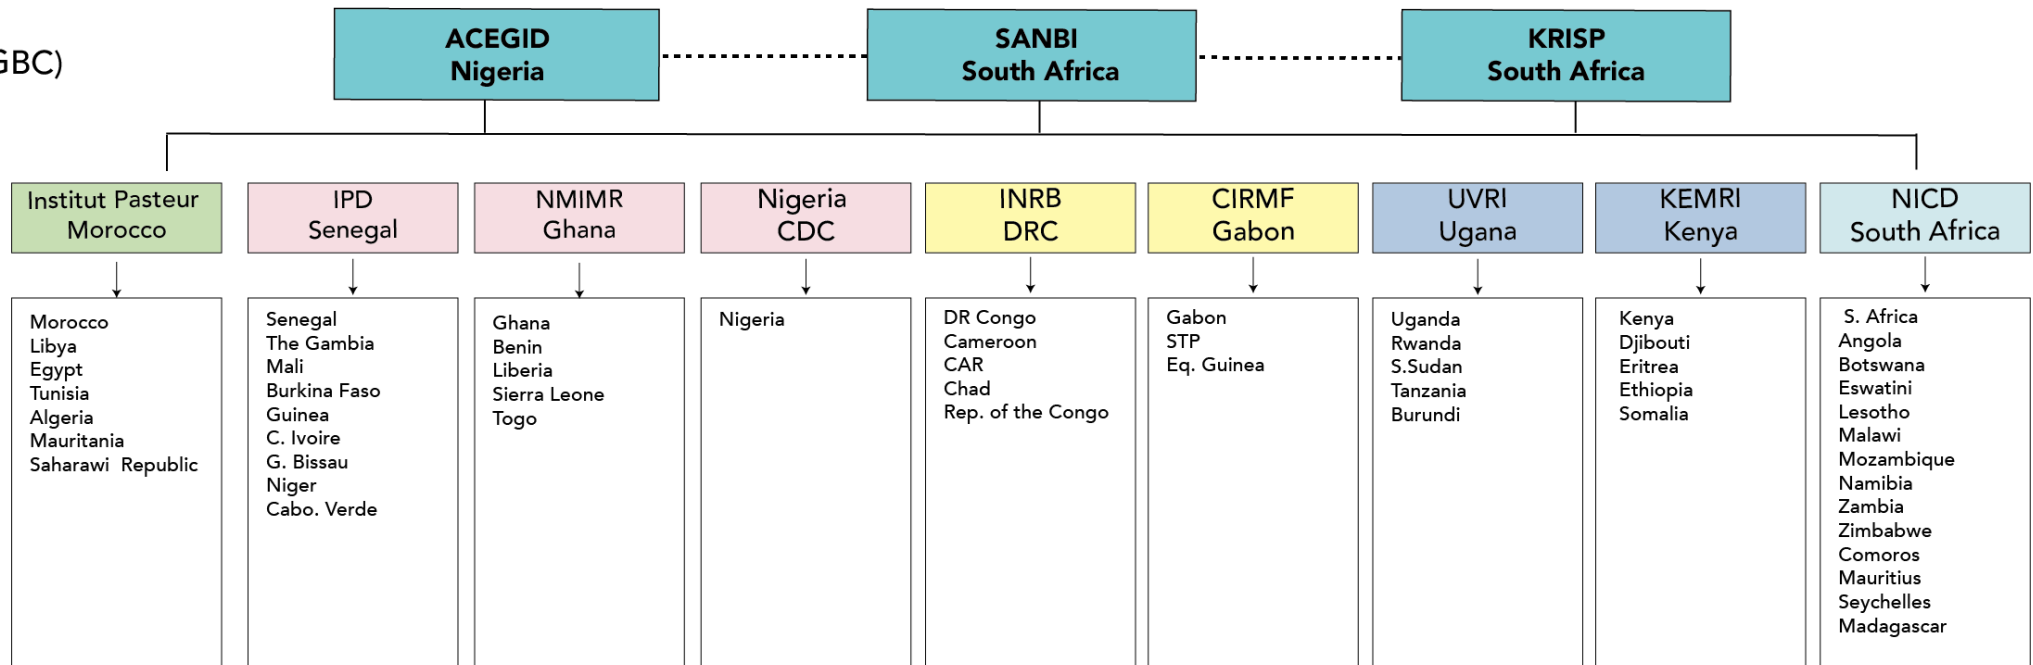 GBC)
ACEGID
Nigeria
SANBI
South Africa
KRISP
South Africa
Institut Pasteur
Morocco
IPD
Senegal
NMIMR
Ghana
Nigeria
CDC
INRB
DRC
CIRMF
Gabon
UVRI
Ugana
KEMRI
Kenya
NICD
South Africa
Morocco
Libya
Egypt
Tunisia
Algeria
Mauritania
Saharawi Republic
Senegal
The Gambia
Mali
Burkina Faso
Guinea
C. Ivoire
G. Bissau
Niger
Cabo. Verde
Ghana
Benin
Liberia
Sierra Leone
Togo
Nigeria
DR Congo
Cameroon
CAR
Chad
Rep. of the Congo
Gabon
STP
Eq. Guinea
Uganda
Rwanda
S.Sudan
Tanzania
Burundi
Kenya
Djibouti
Eritrea
Ethiopia
Somalia
S. Africa
Angola
Botswana
Eswatini
Lesotho
Malawi
Mozambique
Namibia
Zambia
Zimbabwe
Comoros
Mauritius
Seychelles
Madagascar